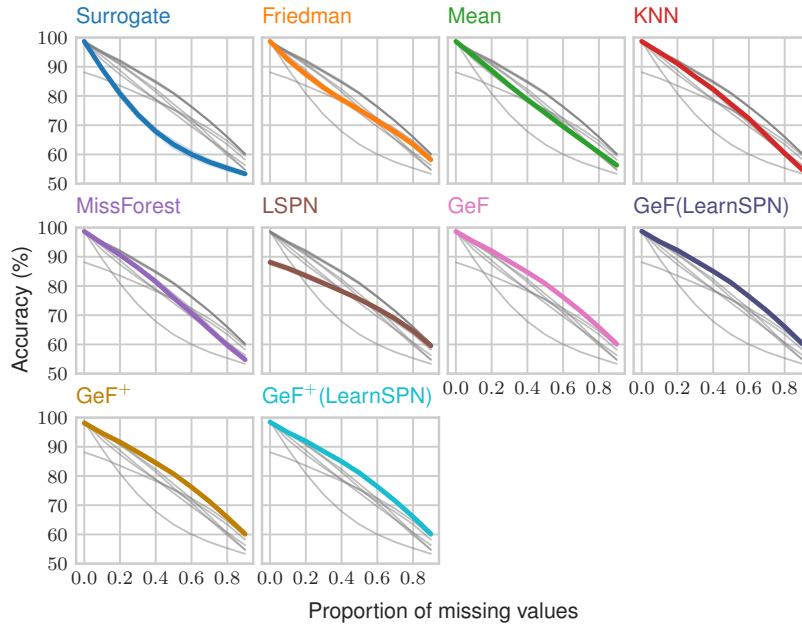 Surrogate Friedman Mean KNN
100
90
80
70
60
50
MissForest LSPN GeF GeF(LearnSPN)
100
90
80
70
60
50
0.0 0.2 0.4 0.6 0.8 0.0 0.2 0.4 0.6 0.8
GeF+ GeF+(LearnSPN)
100
90
80
70
60
50
0.0 0.2 0.4 0.6 0.8 0.0 0.2 0.4 0.6 0.8
Accuracy (%)
Proportion of missing values